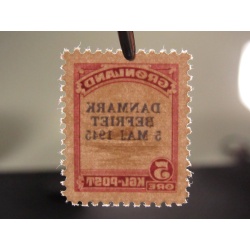 GRØNLAND
DANMARK
BEFRIET
5 MAJ 1945
5
ØRE
KGL-POST